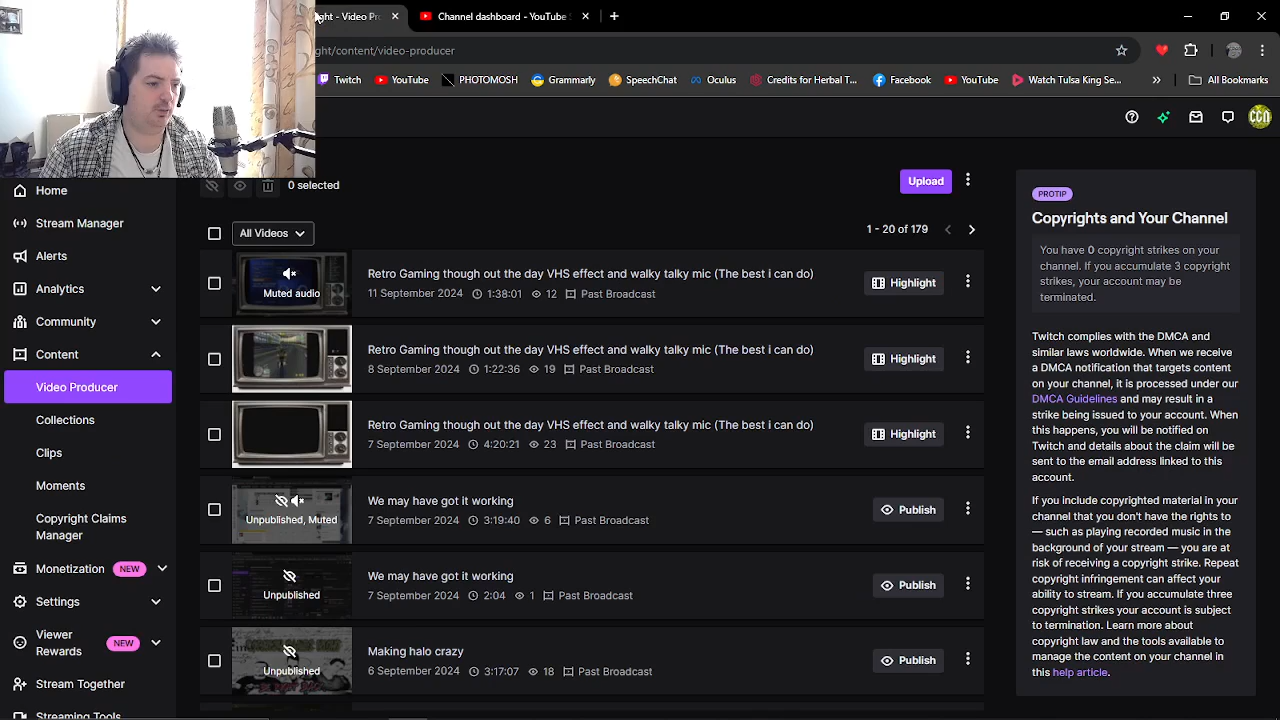 ght - Video Pro
Channel dashboard - YouTube S
ght/content/video-producer
Twitch
YouTube
PHOTOMOSH
Grammarly
SpeechChat
Oculus
Credits for Herbal T...
Facebook
YouTube
Watch Tulsa King Se...
All Bookmarks
CCN
Home
Stream Manager
Alerts
Analytics
Community
Content
Video Producer
Collections
Clips
Moments
Copyright Claims
Manager
Monetization NEW
Settings
Viewer
Rewards NEW
Stream Together
Streaming Tools
0 selected
Upload
All Videos
1 - 20 of 179
Muted audio
Retro Gaming though out the day VHS effect and walky talky mic (The best i can do)
11 September 2024 1:38:01 12 Past Broadcast
Highlight
Retro Gaming though out the day VHS effect and walky talky mic (The best i can do)
8 September 2024 1:22:36 19 Past Broadcast
Highlight
Retro Gaming though out the day VHS effect and walky talky mic (The best i can do)
7 September 2024 4:20:21 23 Past Broadcast
Highlight
Unpublished, Muted
We may have got it working
7 September 2024 3:19:40 6 Past Broadcast
Publish
Unpublished
We may have got it working
7 September 2024 2:04 1 Past Broadcast
Publish
Unpublished
Making halo crazy
6 September 2024 3:17:07 18 Past Broadcast
Publish
PROTIP
Copyrights and Your Channel
You have 0 copyright strikes on your
channel. If you accumulate 3 copyright
strikes, your account may be
terminated.
Twitch complies with the DMCA and
similar laws worldwide. When we receive
a DMCA notification that targets content
on your channel, it is processed under our
DMCA Guidelines and may result in a
strike being issued to your account. When
this happens, you will be notified on
Twitch and details about the claim will be
sent to the email address linked to this
account.
If you include copyrighted material in your
channel that you don't have the rights to
— such as playing recorded music in the
background of your stream — you are at
risk of receiving a copyright strike. Repeat
copyright infringement can affect your
ability to stream. If you accumulate three
copyright strikes your account is subject
to termination. Learn more about
copyright law and the tools available to
manage the content on your channel in
this help article.